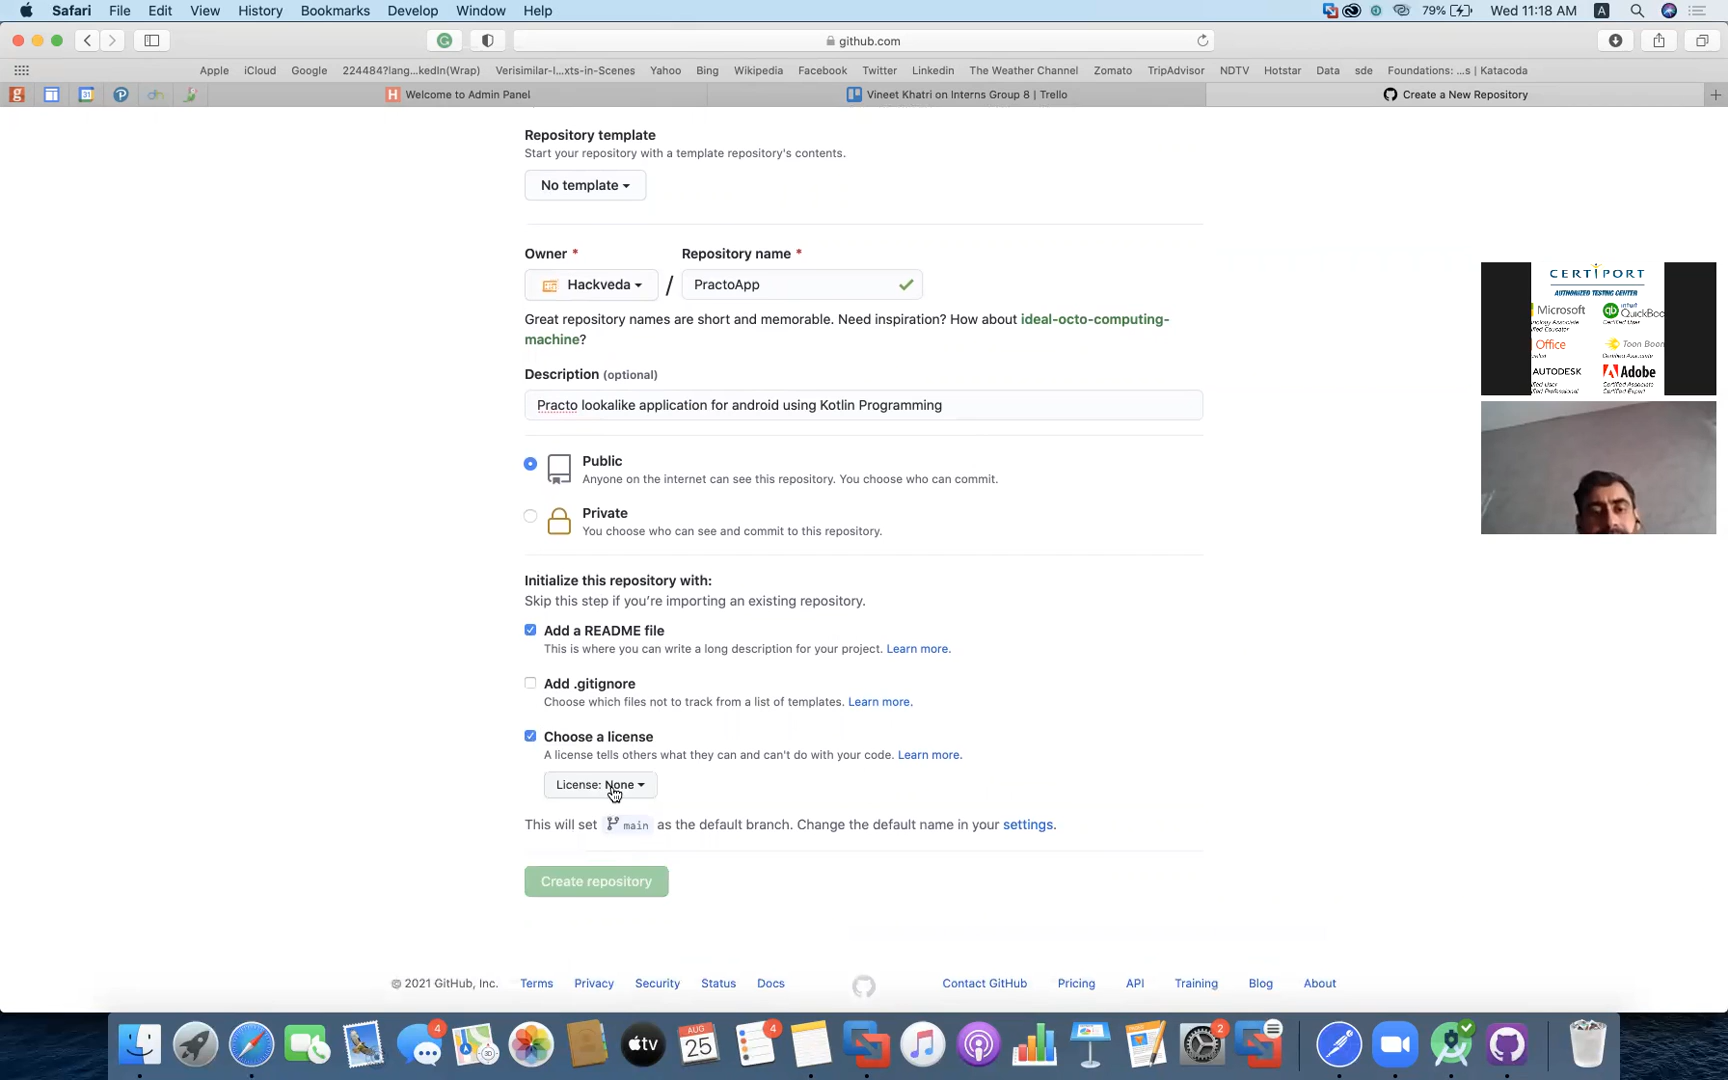 Safari File Edit View History Bookmarks Develop Window Help 79% Wed 11:18 AM A
github.com
Apple iCloud Google 224484?lang...kedIn(Wrap) Verisimilar-I...xts-in-Scenes Yahoo Bing Wikipedia Facebook Twitter Linkedin The Weather Channel Zomato TripAdvisor NDTV Hotstar Data sde Foundations: ...s | Katacoda
Welcome to Admin Panel Vineet Khatri on Interns Group 8 | Trello Create a New Repository
Repository template
Start your repository with a template repository's contents.
No template
Owner * Repository name *
Hackveda / PractoApp
Great repository names are short and memorable. Need inspiration? How about ideal-octo-computing-
machine?
Description (optional)
Practo lookalike application for android using Kotlin Programming
Public
Anyone on the internet can see this repository. You choose who can commit.
Private
You choose who can see and commit to this repository.
Initialize this repository with:
Skip this step if you're importing an existing repository.
Add a README file
This is where you can write a long description for your project. Learn more.
Add .gitignore
Choose which files not to track from a list of templates. Learn more.
Choose a license
A license tells others what they can and can't do with your code. Learn more.
License: None
This will set main as the default branch. Change the default name in your settings.
Create repository
© 2021 GitHub, Inc. Terms Privacy Security Status Docs Contact GitHub Pricing API Training Blog About
CERTIPORT
AUTHORIZED TESTING CENTER
Microsoft
QuickBoo
Office
Toon Boon
AUTODESK
Adobe
4 tv AUG 25 4 2